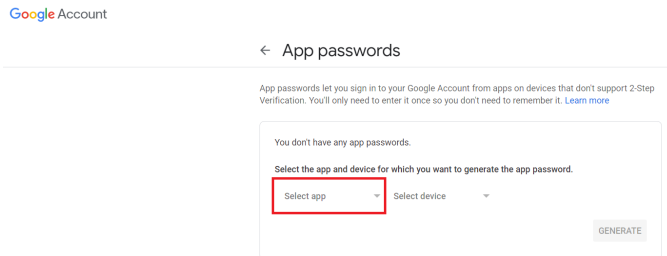 Google Account
App passwords
App passwords let you sign in to your Google Account from apps on devices that don't support 2-Step
Verification. You'll only need to enter it once so you don't need to remember it. Learn more
You don't have any app passwords.
Select the app and device for which you want to generate the app password.
Select app Select device
GENERATE